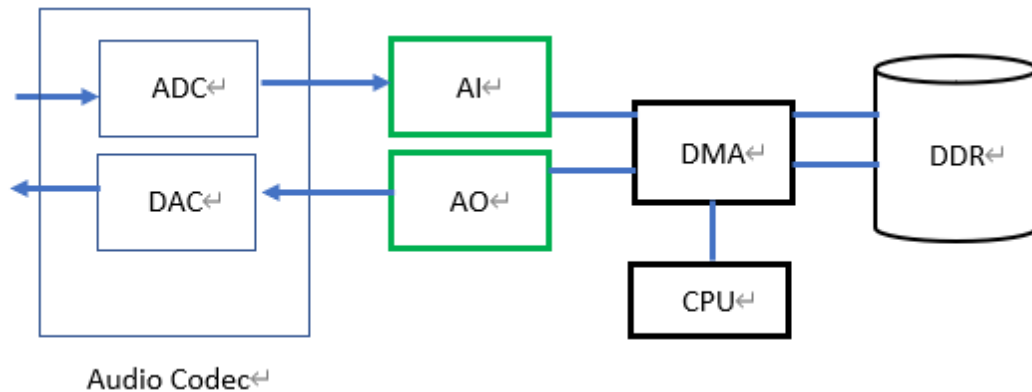 ADC↵
AI↵
DMA↵
DDR↵
DAC↵
AO↵
CPU↵
Audio Codec↵